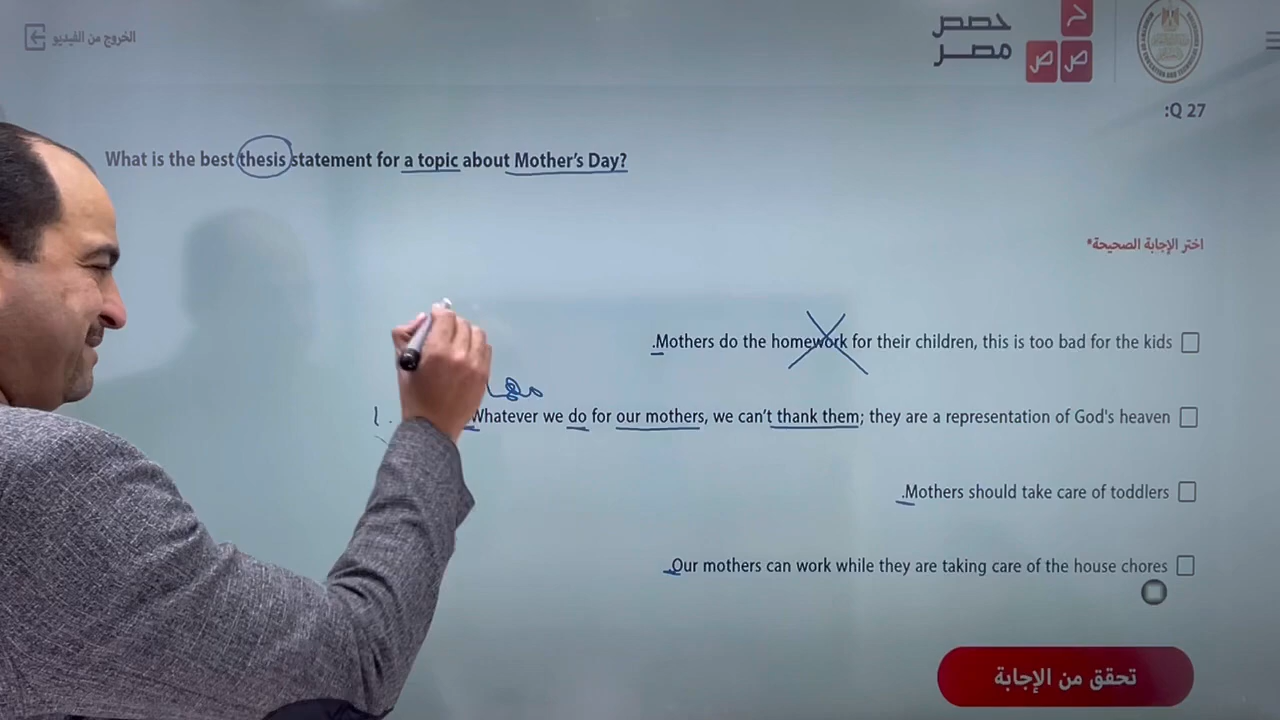 الخروج من الفيديو
حصص
مصر
ح
ص ص
:Q 27
What is the best thesis statement for a topic about Mother's Day?
اختر الإجابة الصحيحة*
.Mothers do the homework for their children, this is too bad for the kids
مهما
.Whatever we do for our mothers, we can't thank them; they are a representation of God's heaven
.Mothers should take care of toddlers
.Our mothers can work while they are taking care of the house chores
تحقق من الإجابة